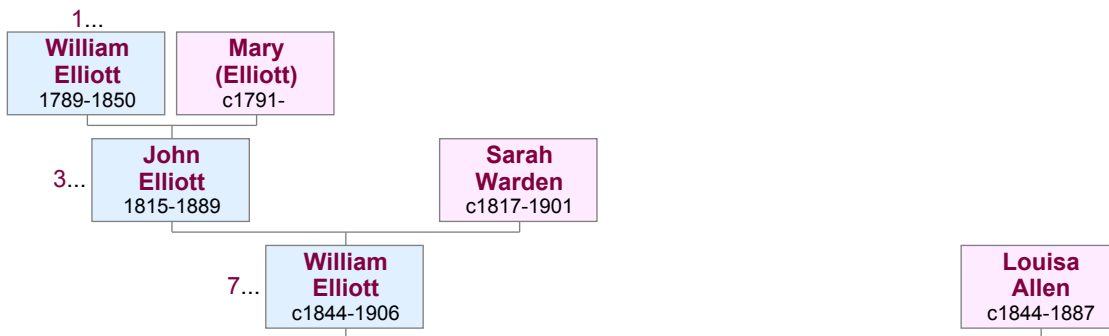 1...
William
Elliott
1789-1850
Mary
(Elliott)
c1791-
3...
John
Elliott
1815-1889
Sarah
Warden
c1817-1901
7...
William
Elliott
c1844-1906
Louisa
Allen
c1844-1887